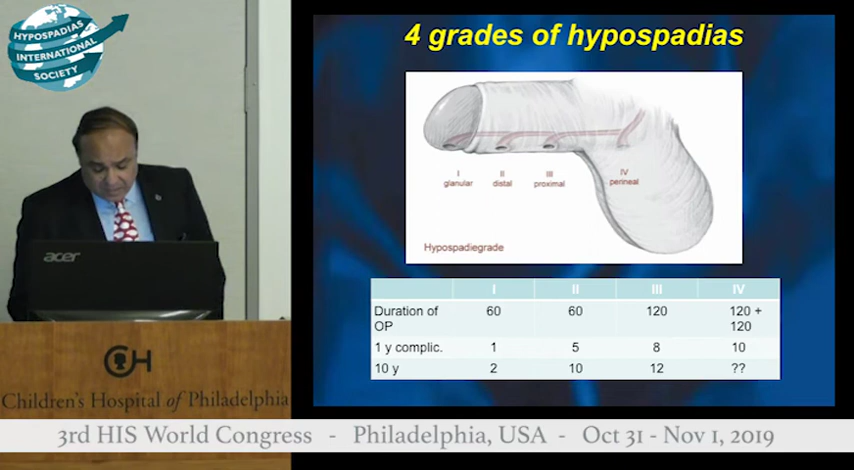 HYPOSPADIAS
INTERNATIONAL
SOCIETY
4 grades of hypospadias
I II III IV
glanular distal proximal perineal
Hypospadiegrade
I II III IV
Duration of OP 60 60 120 120 + 120
1 y complic. 1 5 8 10
10 y 2 10 12 ??
acer
CH
Children's Hospital of Philadelphia
3rd HIS World Congress - Philadelphia, USA - Oct 31 - Nov 1, 2019